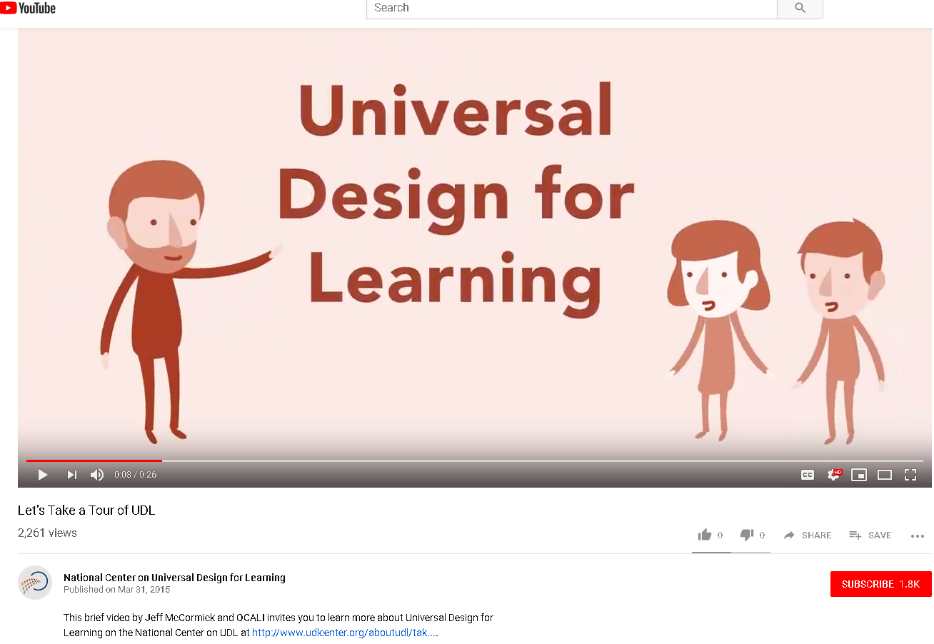 YouTube
Search
Universal
Design for
Learning
0:03 / 0:26
CC
HD
Let's Take a Tour of UDL
2,261 views
0
0
SHARE
SAVE
National Center on Universal Design for Learning
Published on Mar 31, 2015
SUBSCRIBE 1.8K
This brief video by Jeff McCormick and OCALI invites you to learn more about Universal Design for
Learning on the National Center on UDL at http://www.udlcenter.org/aboutudl/tak....